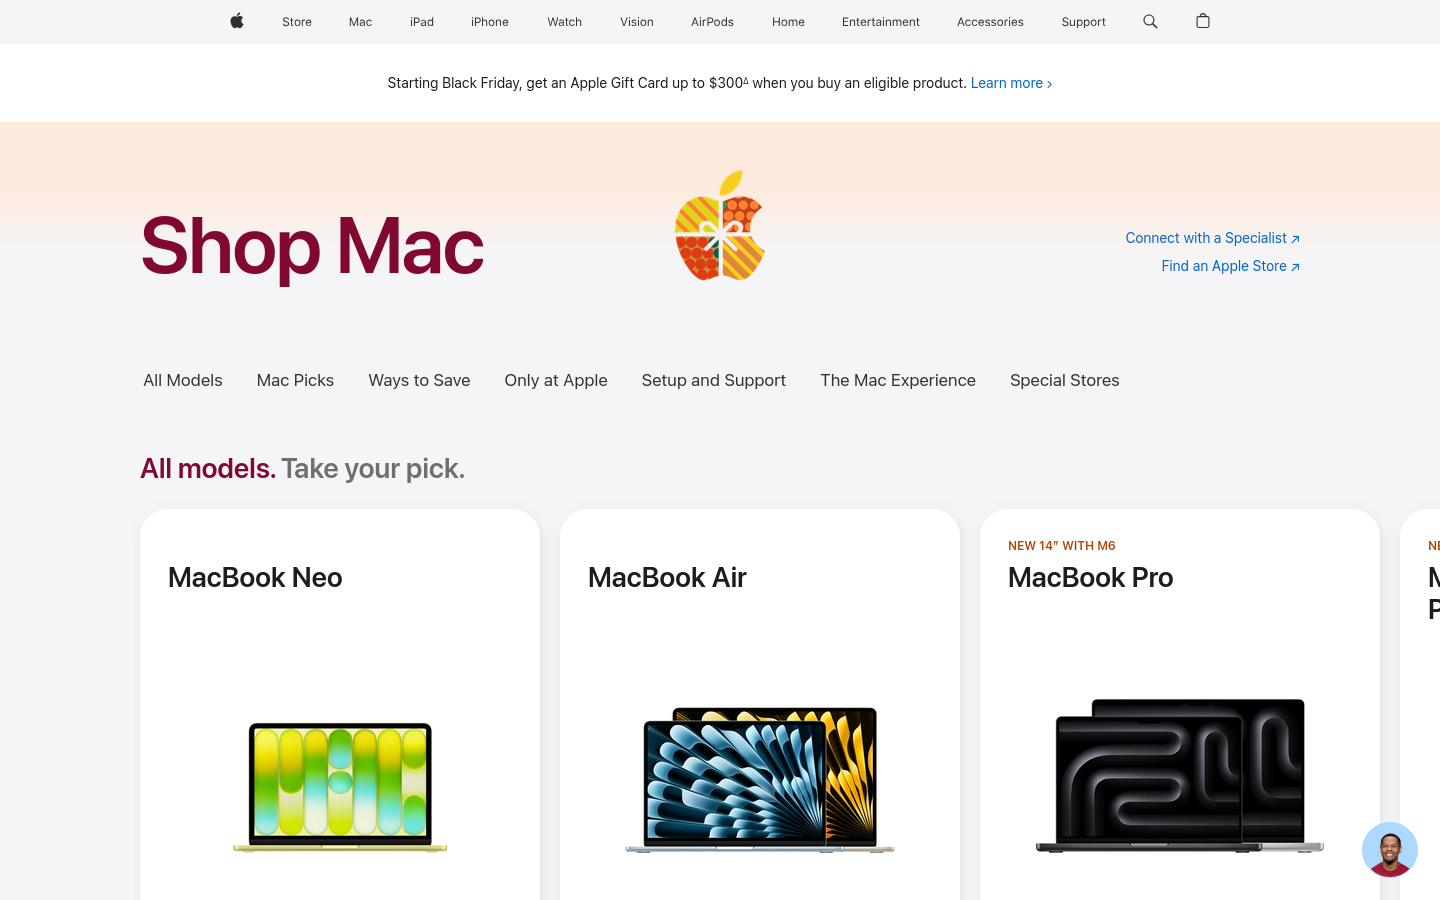 Store
Mac
iPad
iPhone
Watch
Vision
AirPods
Home
Entertainment
Accessories
Support
Starting Black Friday, get an Apple Gift Card up to $300Δ when you buy an eligible product. Learn more >
Shop Mac
Connect with a Specialist ↗
Find an Apple Store ↗
All Models
Mac Picks
Ways to Save
Only at Apple
Setup and Support
The Mac Experience
Special Stores
All models. Take your pick.
MacBook Neo
MacBook Air
NEW 14” WITH M6
MacBook Pro